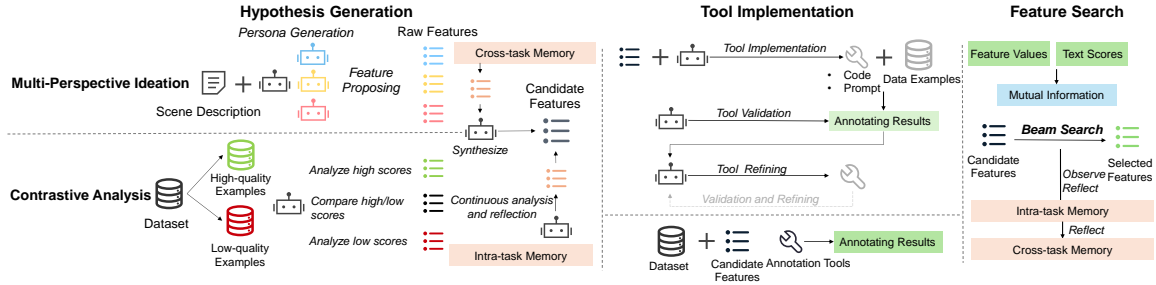 Hypothesis Generation
Persona Generation
Raw Features
Cross-task Memory
Multi-Perspective Ideation
Feature
Proposing
Scene Description
Candidate
Features
Synthesize
Contrastive Analysis
Dataset
High-quality
Examples
Low-quality
Examples
Analyze high scores
Compare high/low
scores
Analyze low scores
Continuous analysis
and reflection
Intra-task Memory
Tool Implementation
Tool Implementation
Code
Prompt
Data Examples
Tool Validation
Annotating Results
Tool Refining
Validation and Refining
Dataset
Candidate
Features
Annotation Tools
Annotating Results
Feature Search
Feature Values
Text Scores
Mutual Information
Beam Search
Candidate
Features
Selected
Features
Observe
Reflect
Intra-task Memory
Reflect
Cross-task Memory